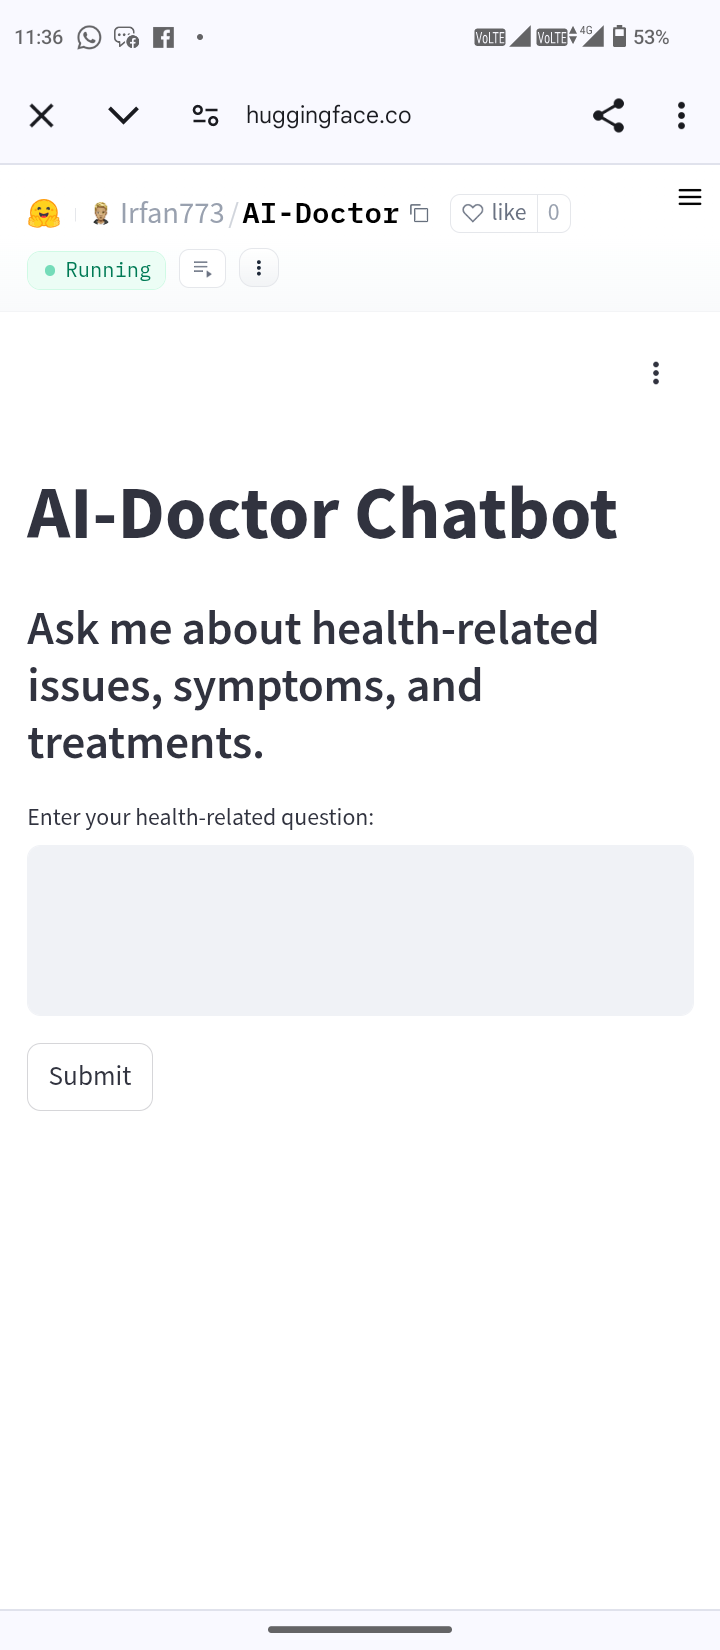 11:36 VoLTE VoLTE 4G 53%
huggingface.co
Irfan773/AI-Doctor like 0
Running
AI-Doctor Chatbot
Ask me about health-related
issues, symptoms, and
treatments.
Enter your health-related question:
Submit